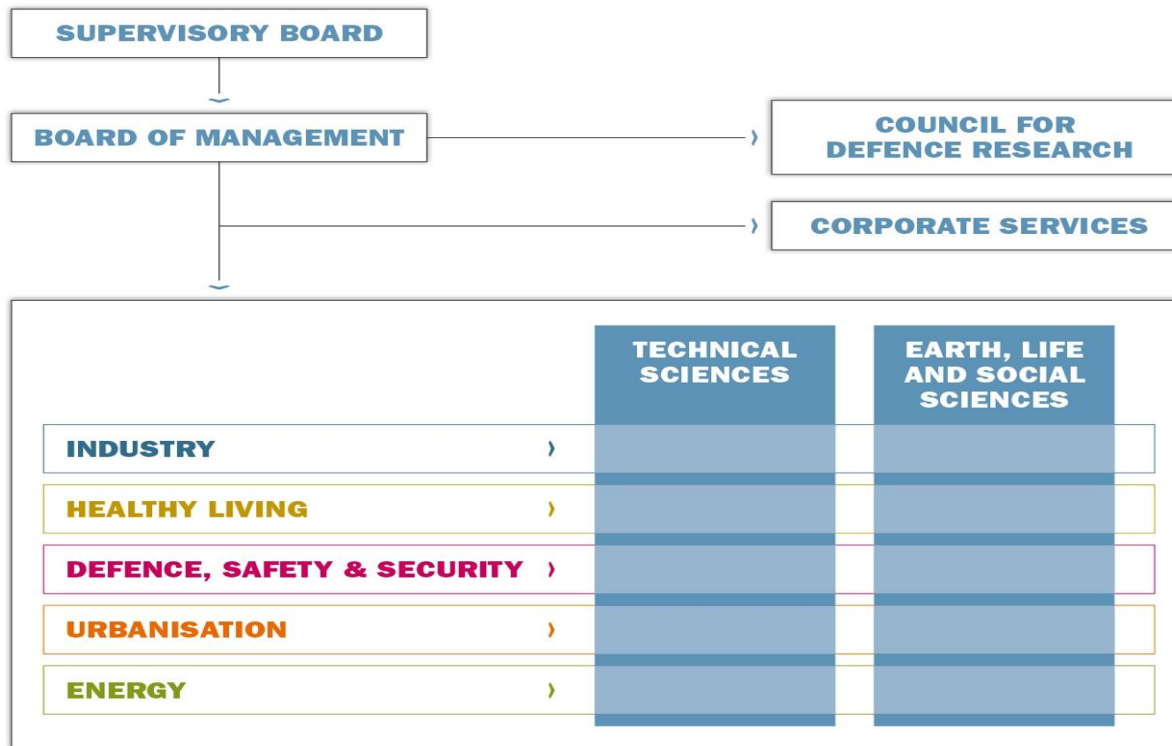 SUPERVISORY BOARD
BOARD OF MANAGEMENT
COUNCIL FOR
DEFENCE RESEARCH
CORPORATE SERVICES
TECHNICAL
SCIENCES
EARTH, LIFE
AND SOCIAL
SCIENCES
INDUSTRY
HEALTHY LIVING
DEFENCE, SAFETY & SECURITY
URBANISATION
ENERGY